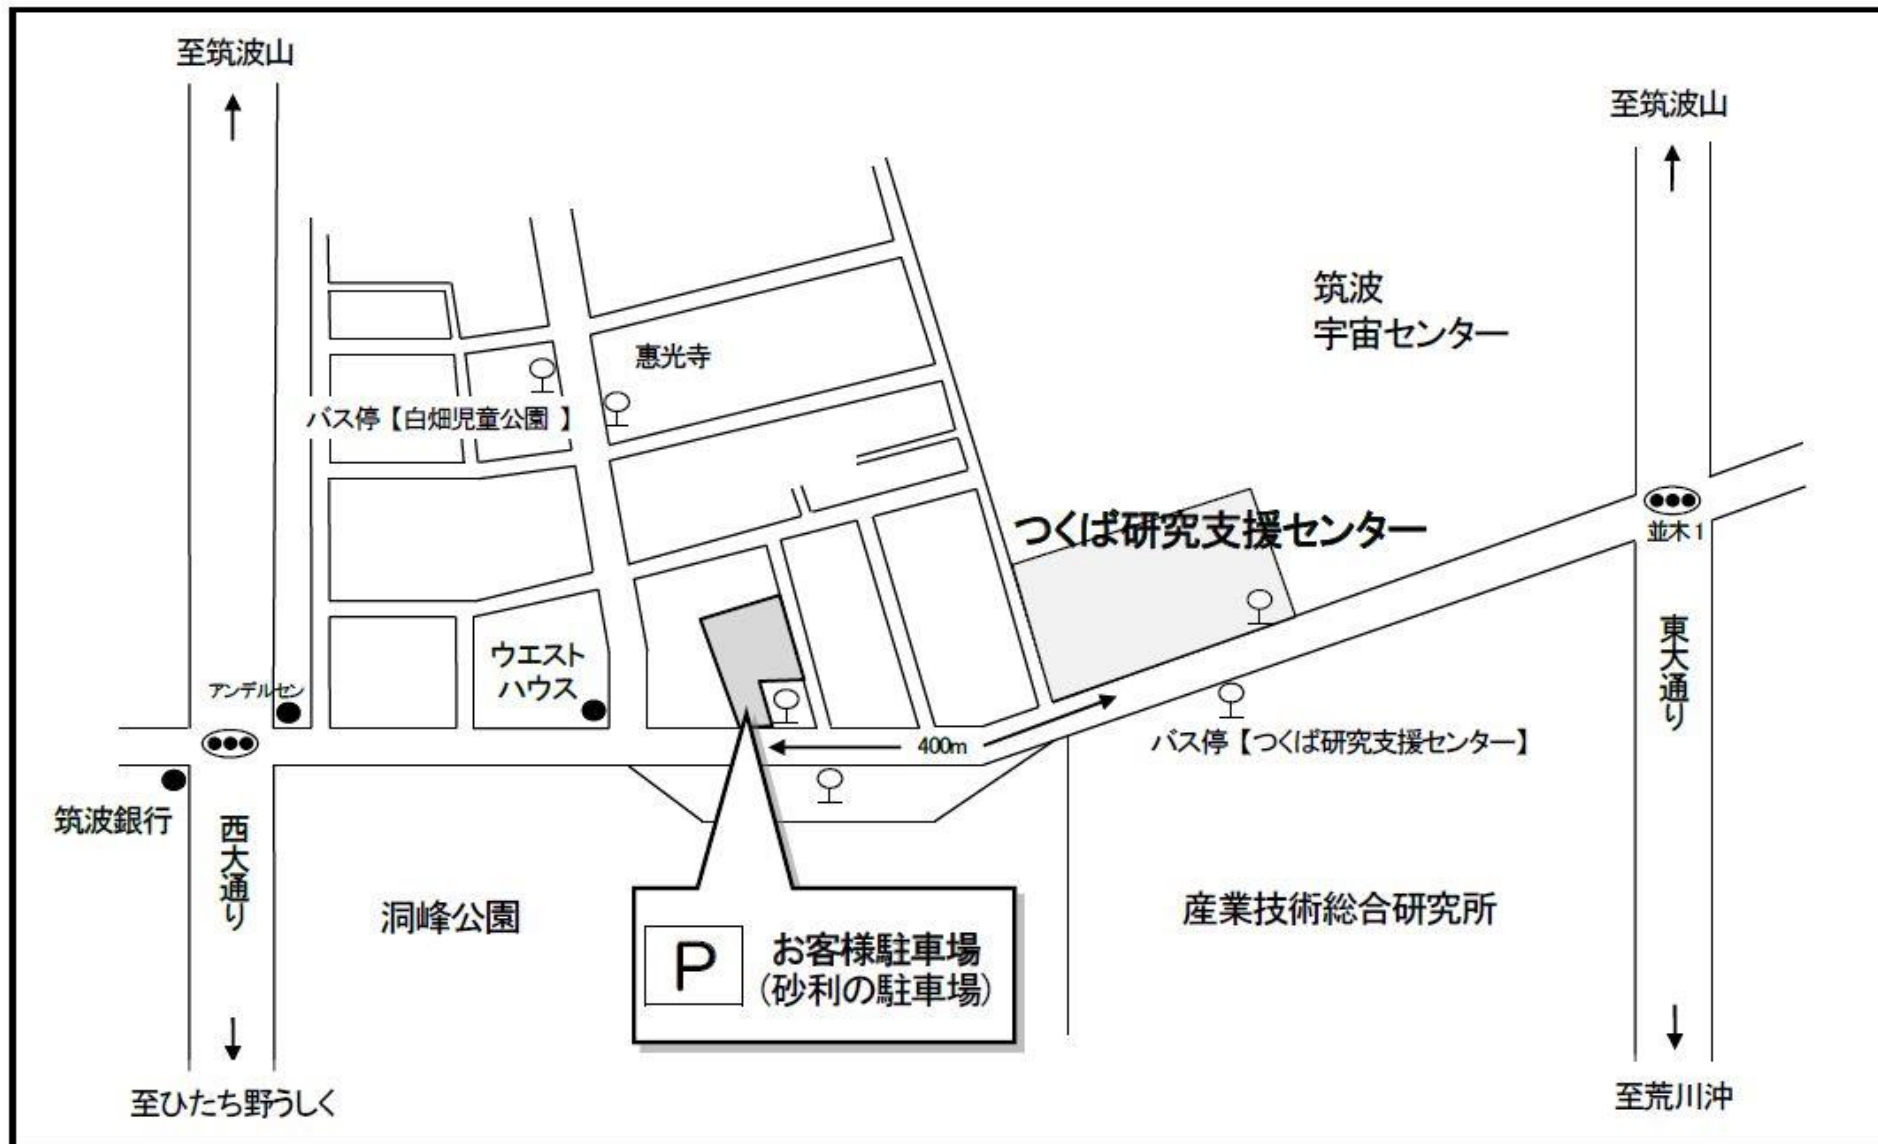 至筑波山
至筑波山
筑波
宇宙センター
恵光寺
バス停【白畑児童公園 】
つくば研究支援センター
並木1
東大通り
ウエスト
ハウス
アンデルセン
400m
バス停【つくば研究支援センター】
筑波銀行
西大通り
洞峰公園
産業技術総合研究所
P
お客様駐車場
(砂利の駐車場)
至ひたち野うしく
至荒川沖